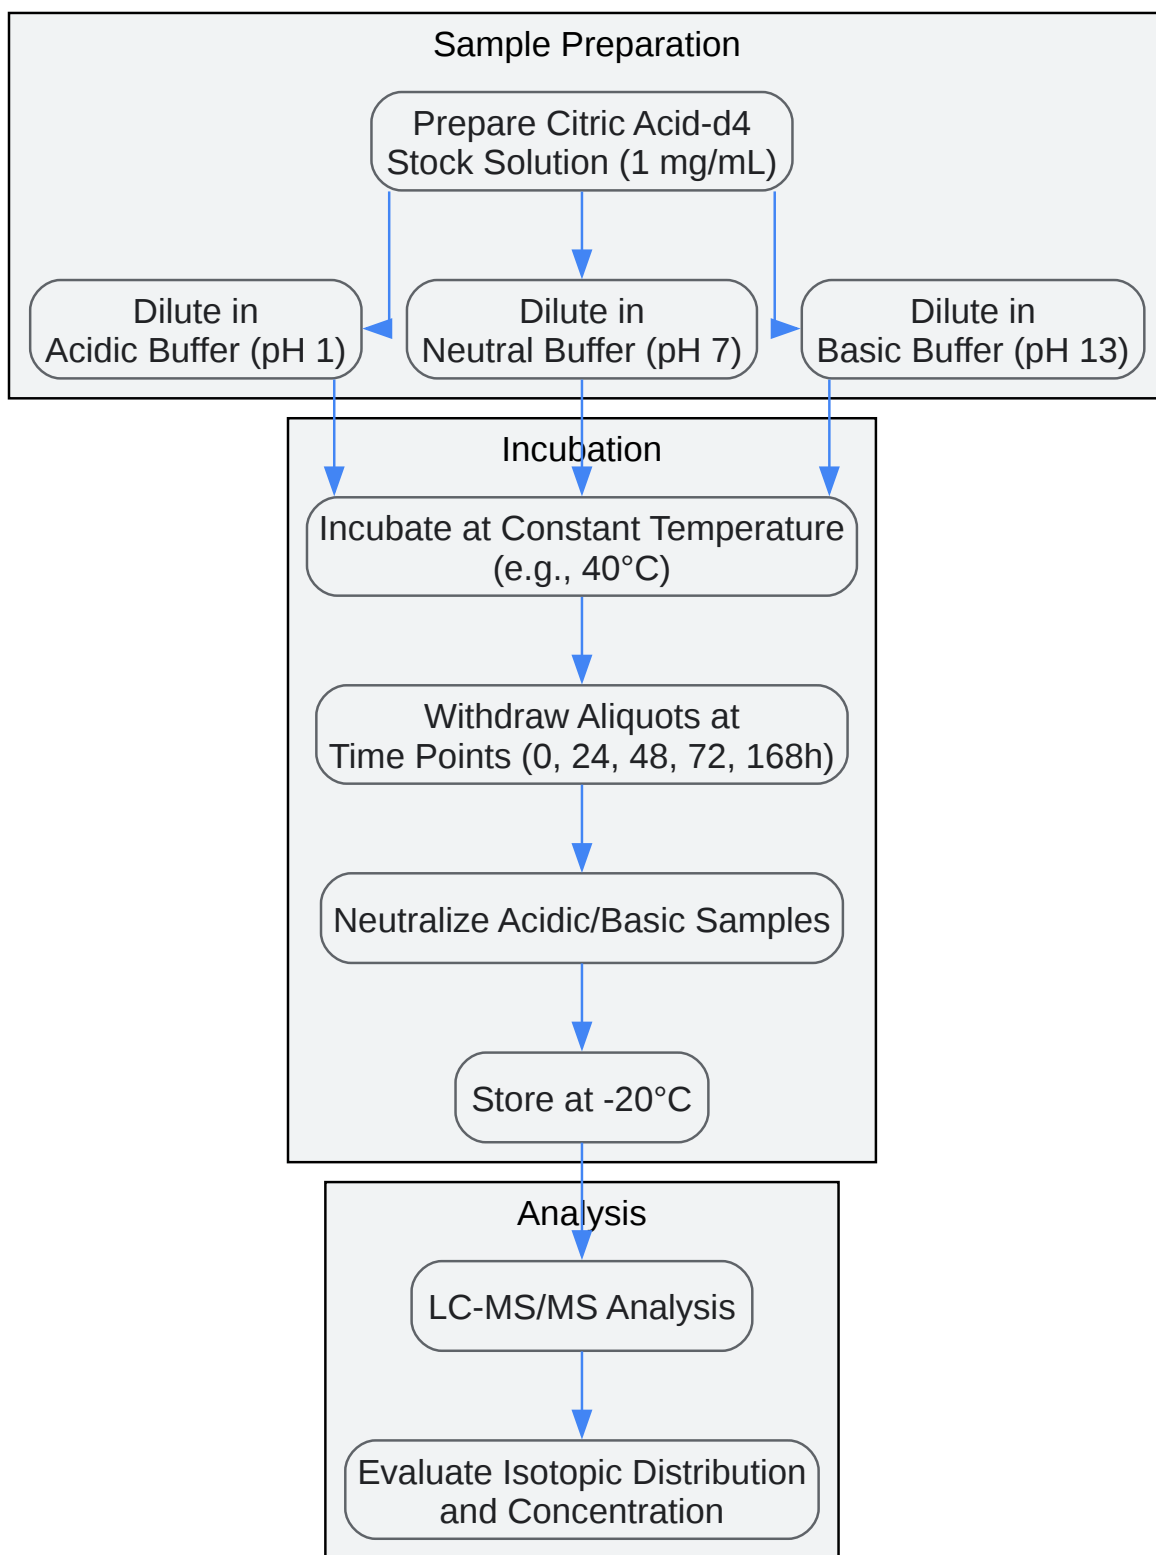 Sample Preparation
Prepare Citric Acid-d4
Stock Solution (1 mg/mL)
Dilute in
Acidic Buffer (pH 1)
Dilute in
Neutral Buffer (pH 7)
Dilute in
Basic Buffer (pH 13)
Incubation
Incubate at Constant Temperature
(e.g., 40°C)
Withdraw Aliquots at
Time Points (0, 24, 48, 72, 168h)
Neutralize Acidic/Basic Samples
Store at -20°C
Analysis
LC-MS/MS Analysis
Evaluate Isotopic Distribution
and Concentration